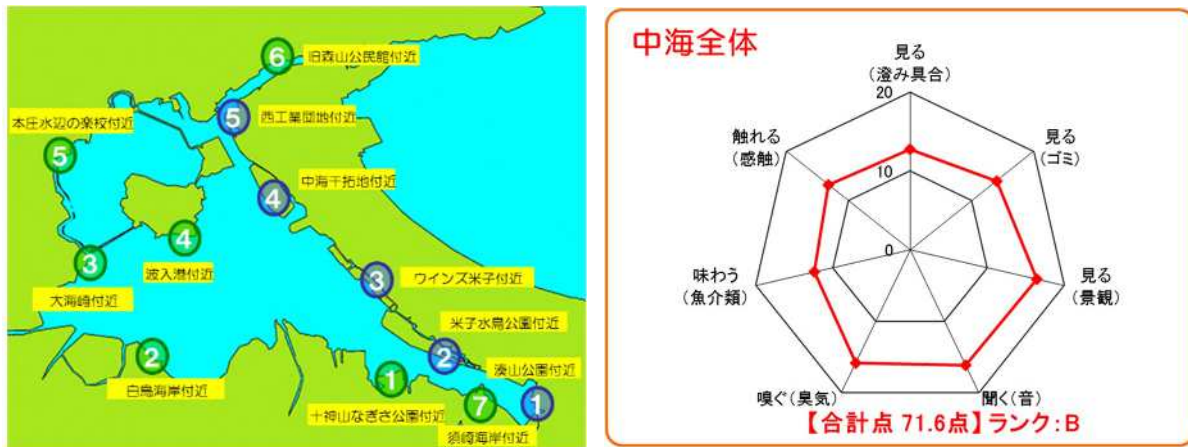 ⑥
旧森山公民館付近
⑤
西工業団地付近
本庄水辺の楽校付近
⑤
中海干拓地付近
④
④
波入港付近
③
大海崎付近
③
ウインズ米子付近
米子水鳥公園付近
②
②
白鳥海岸付近
湊山公園付近
①
十神山なぎさ公園付近
⑦
①
須崎海岸付近
中海全体
見る
(澄み具合)
20
触れる
(感触)
見る
(ゴミ)
10
0
味わう
(魚介類)
見る
(景観)
嗅ぐ(臭気)
聞く(音)
【合計点 71.6点】ランク:B